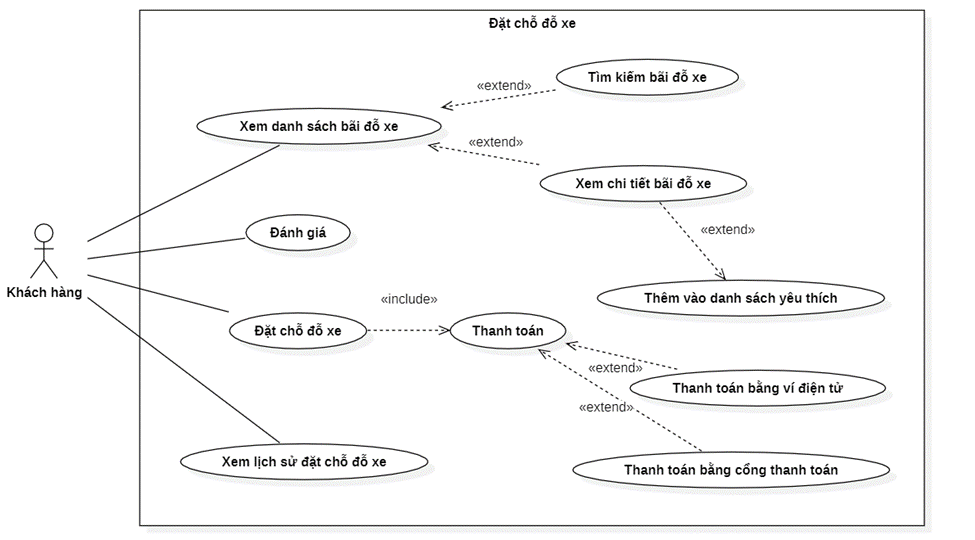 Đặt chỗ đỗ xe
Tìm kiếm bãi đỗ xe
«extend»
Xem danh sách bãi đỗ xe
«extend»
Xem chi tiết bãi đỗ xe
«extend»
Đánh giá
Khách hàng
Thêm vào danh sách yêu thích
«include»
Đặt chỗ đỗ xe
Thanh toán
«extend»
Thanh toán bằng ví điện tử
«extend»
Xem lịch sử đặt chỗ đỗ xe
Thanh toán bằng cổng thanh toán